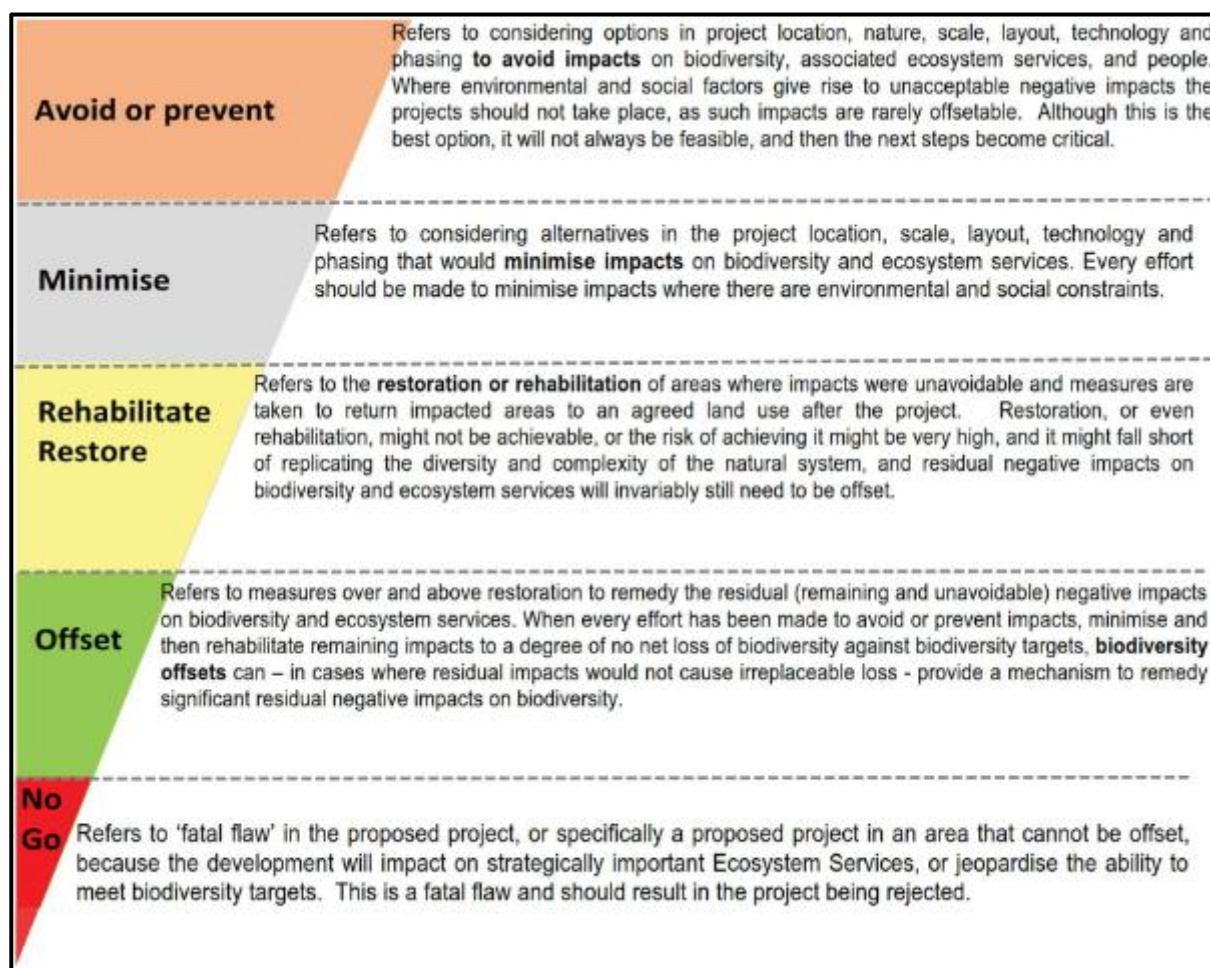 Refers to considering options in project location, nature, scale, layout, technology and
phasing to avoid impacts on biodiversity, associated ecosystem services, and people.
Where environmental and social factors give rise to unacceptable negative impacts the
projects should not take place, as such impacts are rarely offsetable. Although this is the
best option, it will not always be feasible, and then the next steps become critical.
Avoid or prevent
Refers to considering alternatives in the project location, scale, layout, technology and
phasing that would minimise impacts on biodiversity and ecosystem services. Every effort
should be made to minimise impacts where there are environmental and social constraints.
Minimise
Refers to the restoration or rehabilitation of areas where impacts were unavoidable and measures are
taken to return impacted areas to an agreed land use after the project. Restoration, or even
rehabilitation, might not be achievable, or the risk of achieving it might be very high, and it might fall short
of replicating the diversity and complexity of the natural system, and residual negative impacts on
biodiversity and ecosystem services will invariably still need to be offset.
Rehabilitate
Restore
Refers to measures over and above restoration to remedy the residual (remaining and unavoidable) negative impacts
on biodiversity and ecosystem services. When every effort has been made to avoid or prevent impacts, minimise and
then rehabilitate remaining impacts to a degree of no net loss of biodiversity against biodiversity targets, biodiversity
offsets can – in cases where residual impacts would not cause irreplaceable loss - provide a mechanism to remedy
significant residual negative impacts on biodiversity.
Offset
No
Go
Refers to ‘fatal flaw’ in the proposed project, or specifically a proposed project in an area that cannot be offset,
because the development will impact on strategically important Ecosystem Services, or jeopardise the ability to
meet biodiversity targets. This is a fatal flaw and should result in the project being rejected.